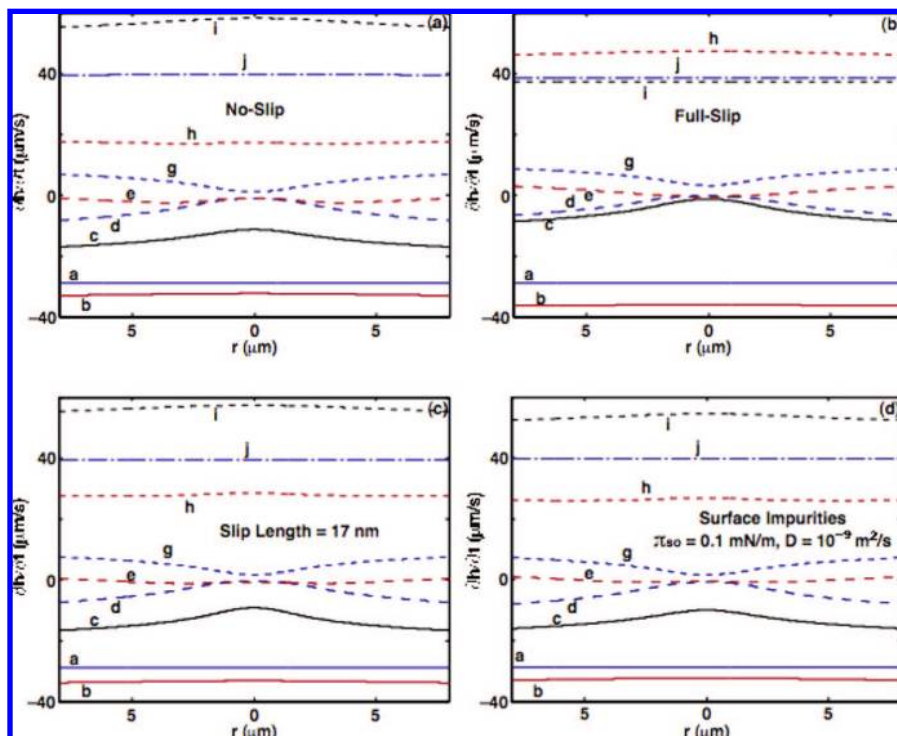 (a)
i
40
j
No-Slip
h
g
0
e
d
c
a
b
−40
5 0 5
r (μm)
∂h/∂t (μm/s)
(b
h
40
j
i
Full-Slip
g
0
d e
c
a
b
−40
5 0 5
r (μm)
(c)
i
40
j
h
Slip Length = 17 nm
g
0
e
d
c
a
b
−40
5 0 5
r (μm)
∂h/∂t (μm/s)
(d)
i
40
j
h
Surface Impurities
πso = 0.1 mN/m, D = 10⁻⁹ m²/s
g
0
e
d
c
a
b
−40
5 0 5
r (μm)